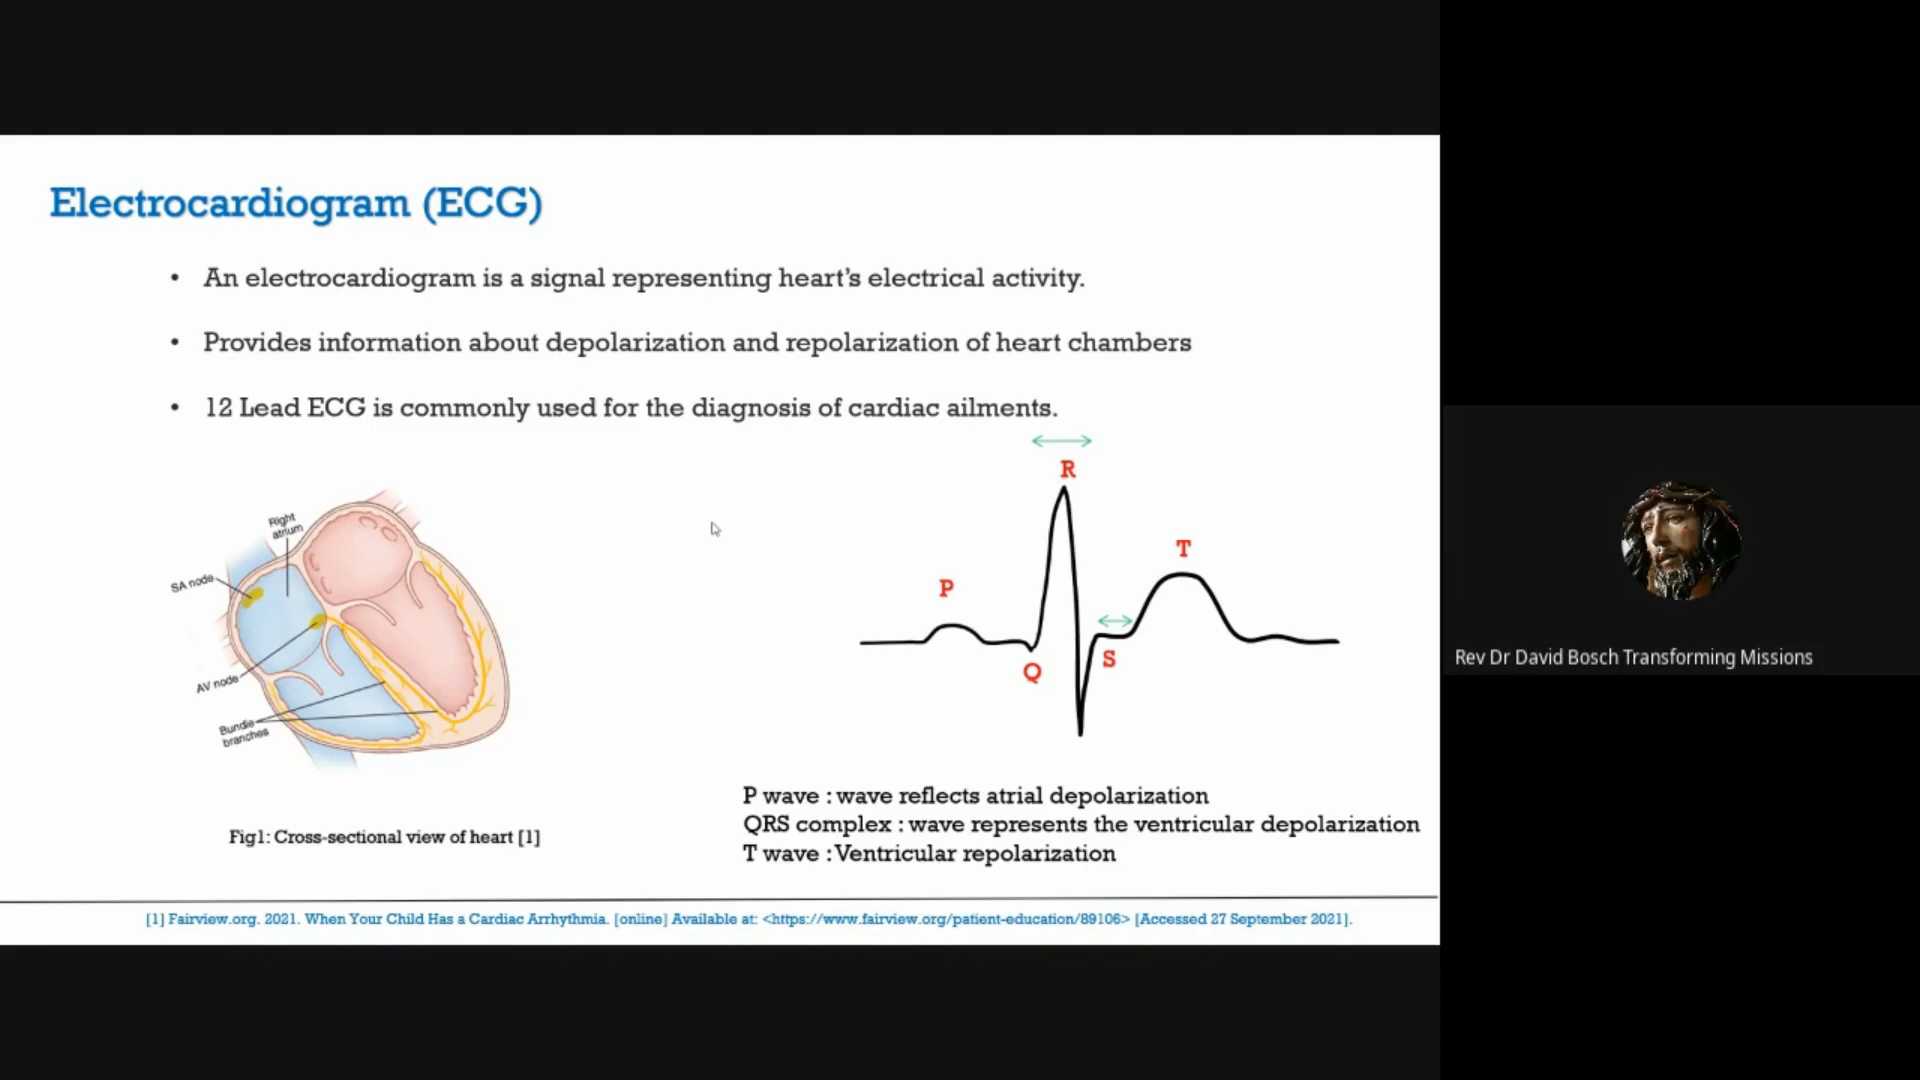 Electrocardiogram (ECG)
• An electrocardiogram is a signal representing heart's electrical activity.
• Provides information about depolarization and repolarization of heart chambers
• 12 Lead ECG is commonly used for the diagnosis of cardiac ailments.
Right
atrium
SA node
AV node
Bundle
branches
Fig1: Cross-sectional view of heart [1]
R
T
P
S
Q
P wave : wave reflects atrial depolarization
QRS complex : wave represents the ventricular depolarization
T wave : Ventricular repolarization
[1] Fairview.org. 2021. When Your Child Has a Cardiac Arrhythmia. [online] Available at: <https://www.fairview.org/patient-education/89106> [Accessed 27 September 2021].
Rev Dr David Bosch Transforming Missions